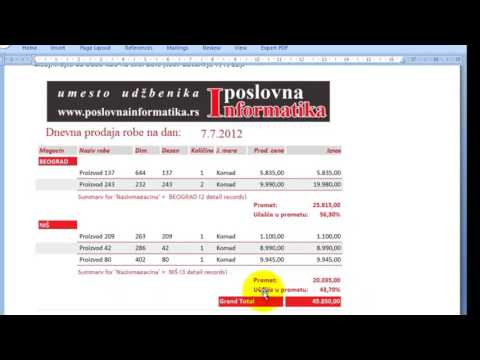 Home Insert Page Layout References Mailings Review View Expert PDF
umesto udžbenika
www.poslovnainformatika.rs
poslovna
Informatika
Dnevna prodaja robe na dan: 7.7.2012
Magacin Naziv robe Dim. Dezen Količina J. mere Prod. cena Iznos
BEOGRAD
Proizvod 137 644 137 1 Komad 5.835,00 5.835,00
Proizvod 243 232 243 2 Komad 9.990,00 19.980,00
Summary for 'Nazivmagacina' = BEOGRAD (2 detail records)
Promet: 25.815,00
Učešće u prometu: 56,30%
NIŠ
Proizvod 209 263 209 1 Komad 1.100,00 1.100,00
Proizvod 42 286 42 1 Komad 8.990,00 8.990,00
Proizvod 80 402 80 1 Komad 9.945,00 9.945,00
Summary for 'Nazivmagacina' = NIŠ (3 detail records)
Promet: 20.035,00
Učešće u prometu: 43,70%
Grand Total 45.850,00